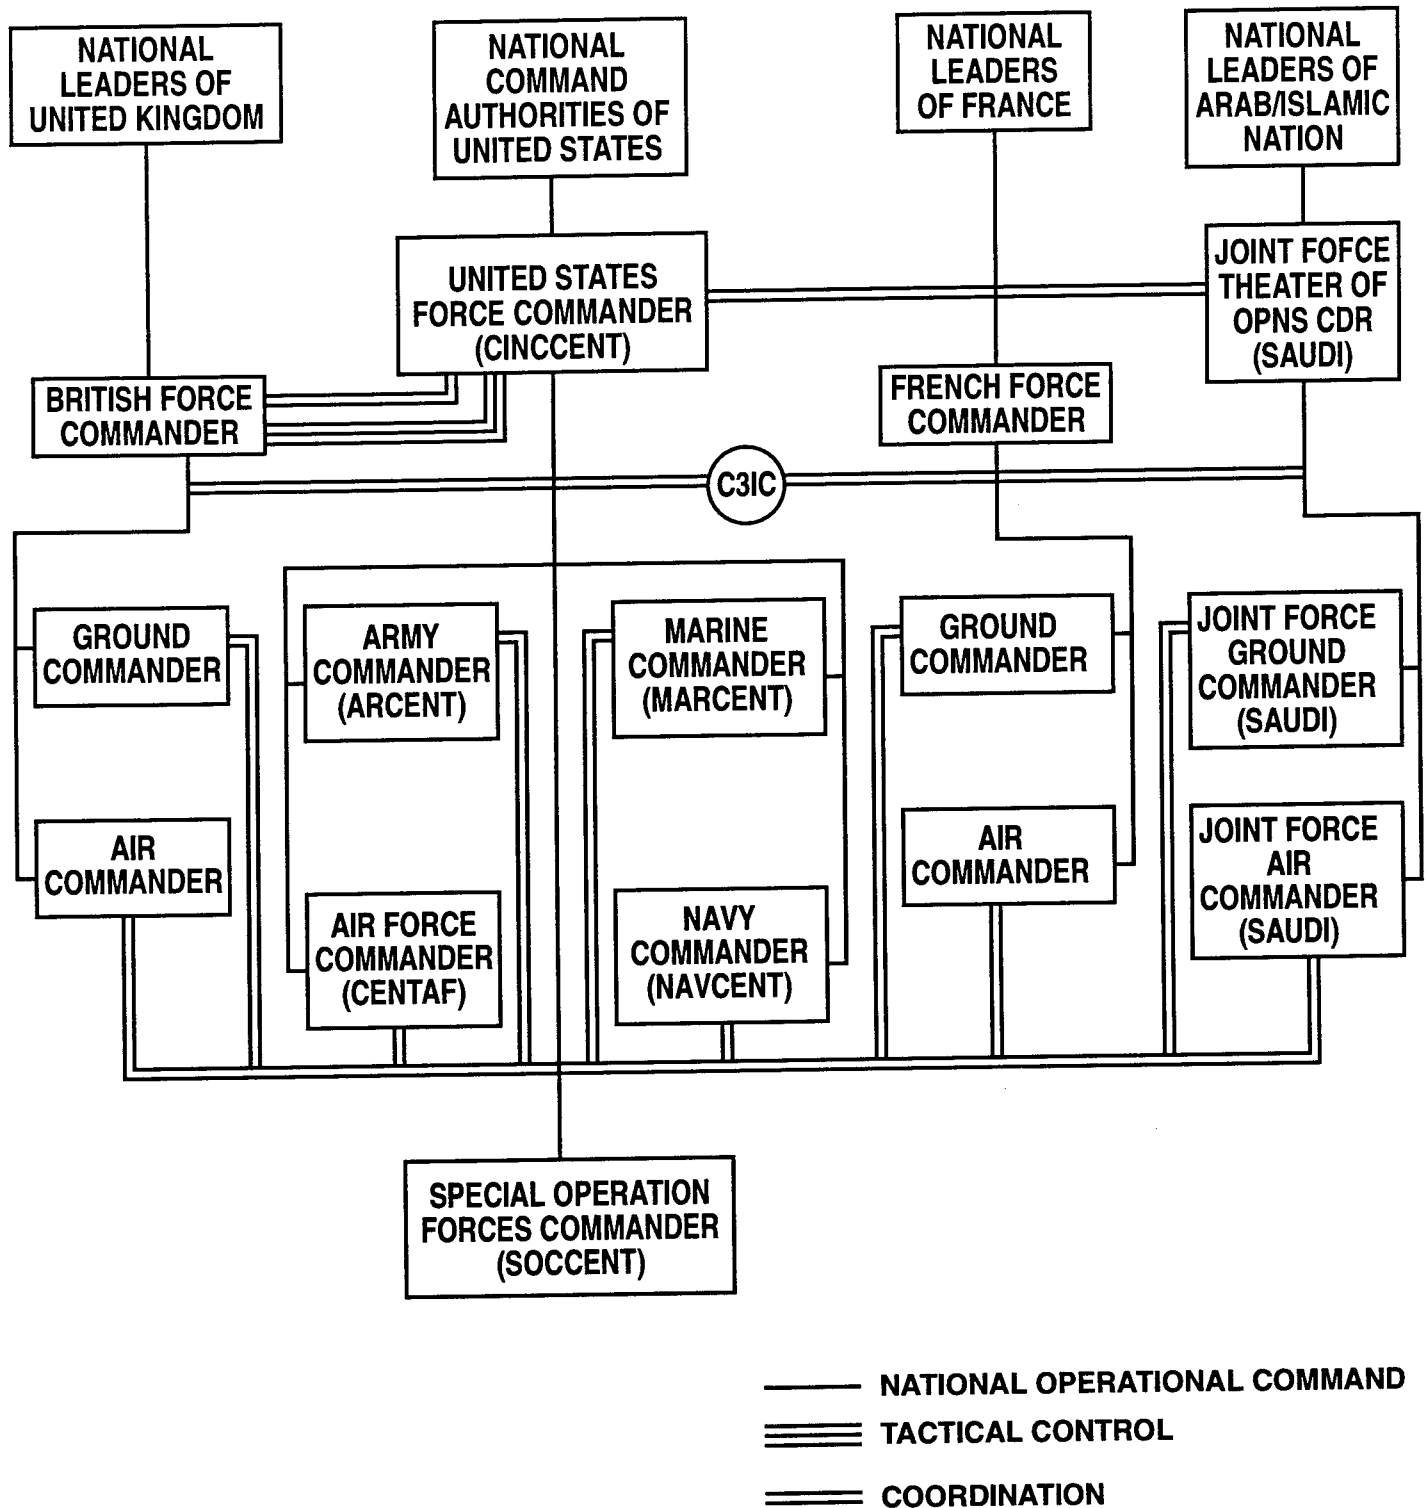 NATIONAL
LEADERS OF
UNITED KINGDOM
NATIONAL
COMMAND
AUTHORITIES OF
UNITED STATES
NATIONAL
LEADERS
OF FRANCE
NATIONAL
LEADERS OF
ARAB/ISLAMIC
NATION
UNITED STATES
FORCE COMMANDER
(CINCCENT)
JOINT FOFCE
THEATER OF
OPNS CDR
(SAUDI)
BRITISH FORCE
COMMANDER
FRENCH FORCE
COMMANDER
C3IC
GROUND
COMMANDER
ARMY
COMMANDER
(ARCENT)
MARINE
COMMANDER
(MARCENT)
GROUND
COMMANDER
JOINT FORCE
GROUND
COMMANDER
(SAUDI)
AIR
COMMANDER
AIR FORCE
COMMANDER
(CENTAF)
NAVY
COMMANDER
(NAVCENT)
AIR
COMMANDER
JOINT FORCE
AIR
COMMANDER
(SAUDI)
SPECIAL OPERATION
FORCES COMMANDER
(SOCCENT)
NATIONAL OPERATIONAL COMMAND
TACTICAL CONTROL
COORDINATION